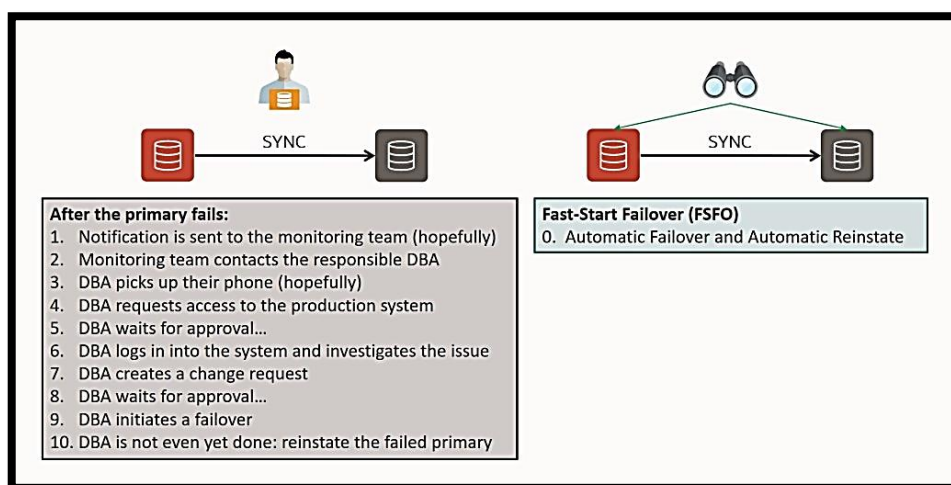 SYNC
After the primary fails:
1. Notification is sent to the monitoring team (hopefully)
2. Monitoring team contacts the responsible DBA
3. DBA picks up their phone (hopefully)
4. DBA requests access to the production system
5. DBA waits for approval…
6. DBA logs in into the system and investigates the issue
7. DBA creates a change request
8. DBA waits for approval…
9. DBA initiates a failover
10. DBA is not even yet done: reinstate the failed primary
SYNC
Fast-Start Failover (FSFO)
0. Automatic Failover and Automatic Reinstate